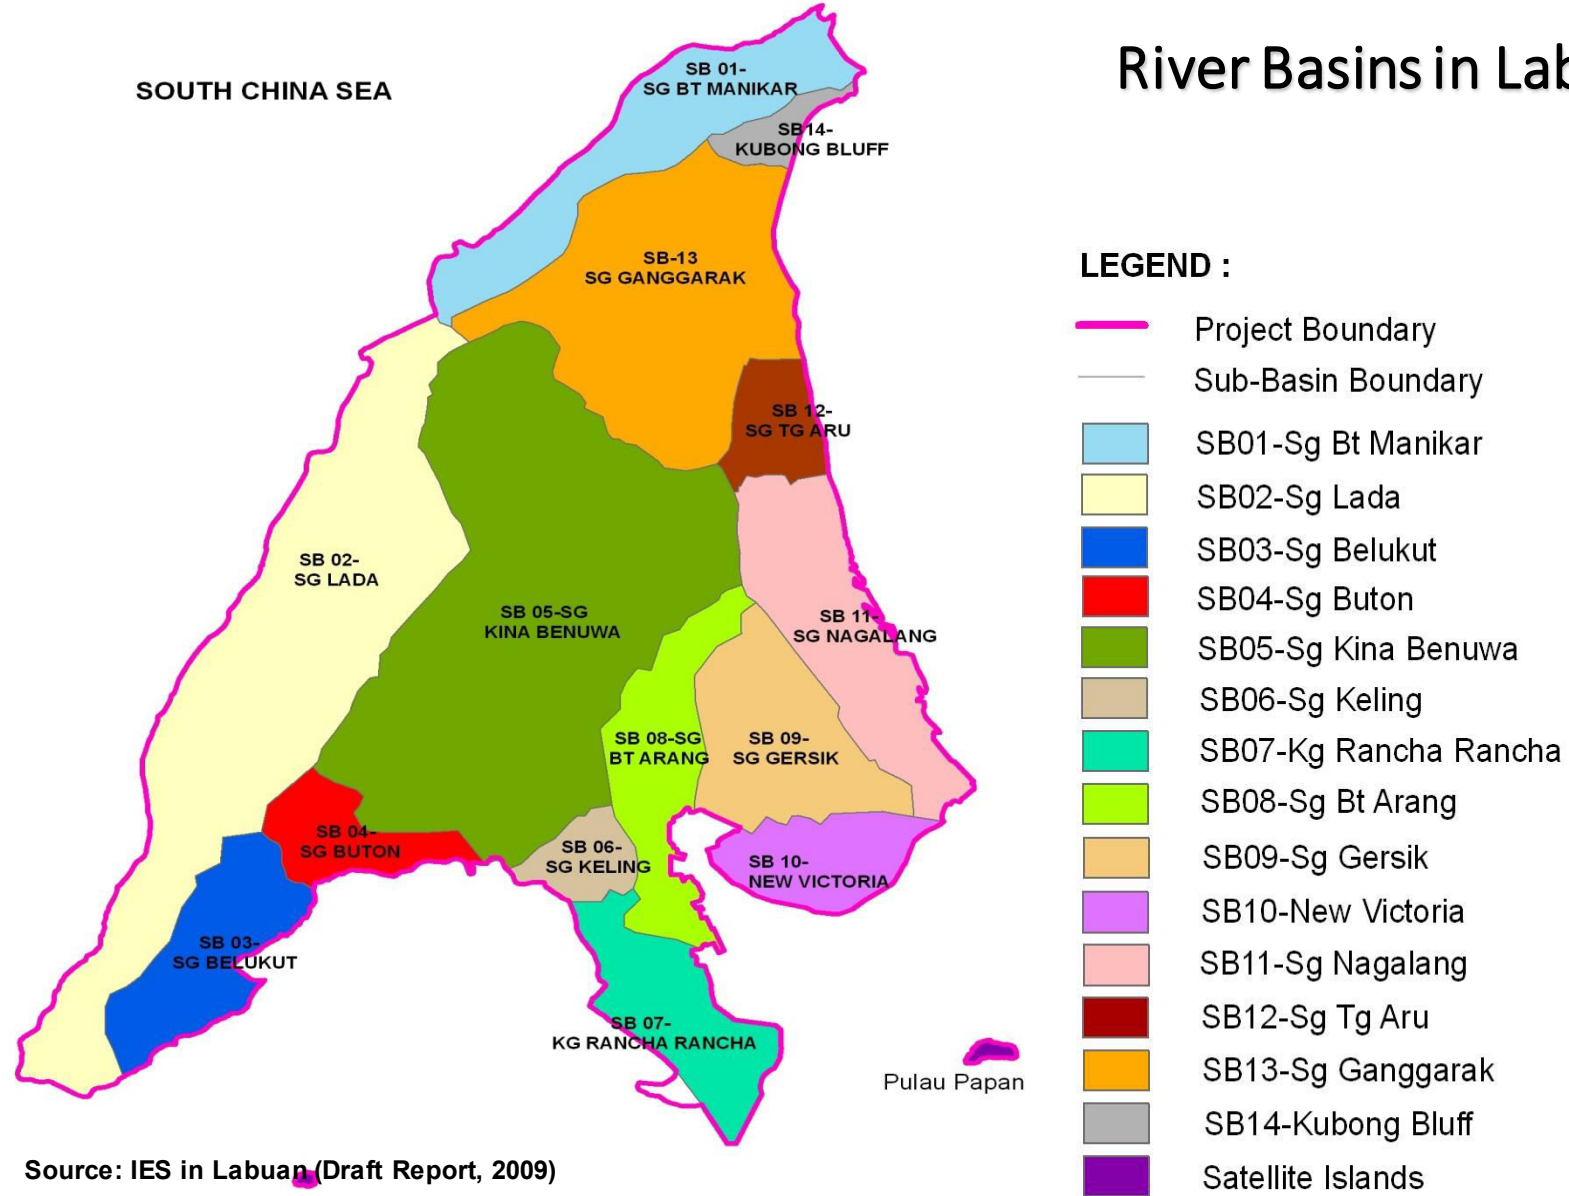 River Basins in Lab
SOUTH CHINA SEA
SB 01-
SG BT MANIKAR
SB14-
KUBONG BLUFF
SB-13
SG GANGGARAK
SB 12-
SG TG ARU
SB 02-
SG LADA
SB 05-SG
KINA BENUWA
SB 11-
SG NAGALANG
SB 08-SG
BT ARANG
SB 09-
SG GERSIK
SB 04-
SG BUTON
SB 06-
SG KELING
SB 10-
NEW VICTORIA
SB 03-
SG BELUKUT
SB 07-
KG RANCHA RANCHA
Pulau Papan
Source: IES in Labuan (Draft Report, 2009)
LEGEND :
Project Boundary
Sub-Basin Boundary
SB01-Sg Bt Manikar
SB02-Sg Lada
SB03-Sg Belukut
SB04-Sg Buton
SB05-Sg Kina Benuwa
SB06-Sg Keling
SB07-Kg Rancha Rancha
SB08-Sg Bt Arang
SB09-Sg Gersik
SB10-New Victoria
SB11-Sg Nagalang
SB12-Sg Tg Aru
SB13-Sg Ganggarak
SB14-Kubong Bluff
Satellite Islands